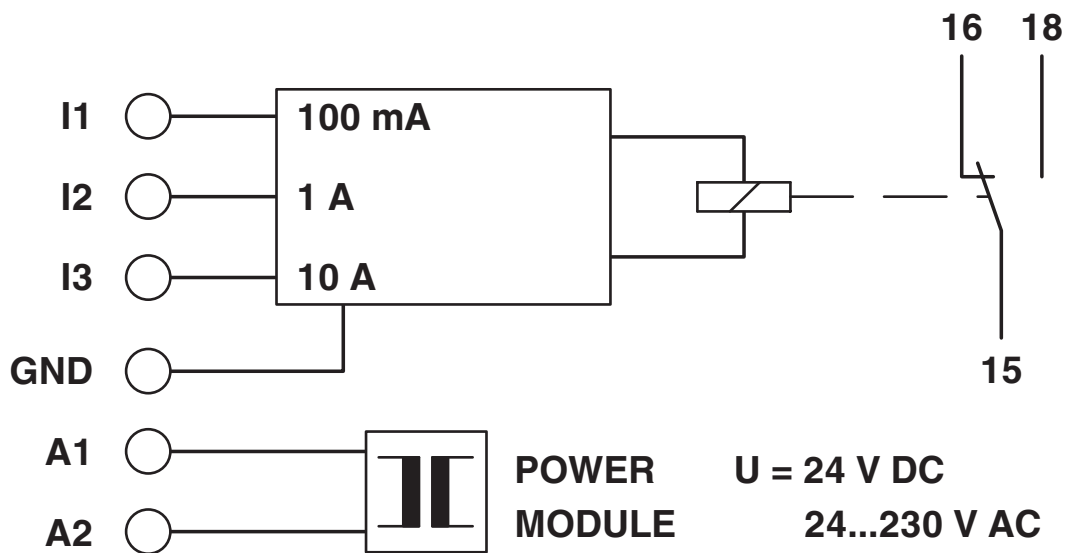 16 18
I1 100 mA
I2 1 A
I3 10 A
GND
15
A1
POWER U = 24 V DC
A2 MODULE 24...230 V AC